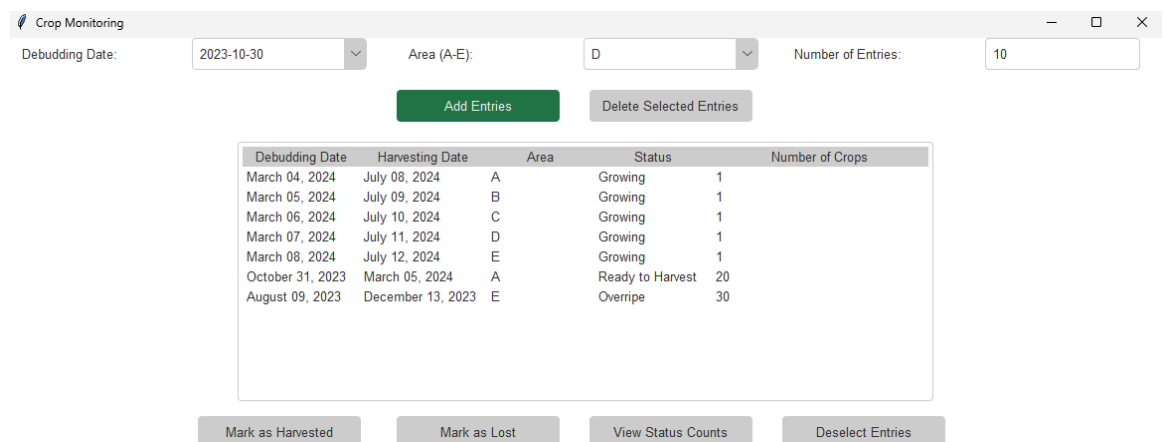 Crop Monitoring
Debudding Date: 2023-10-30 Area (A-E): D Number of Entries: 10
Add Entries Delete Selected Entries
Debudding Date Harvesting Date Area Status Number of Crops
March 04, 2024 July 08, 2024 A Growing 1
March 05, 2024 July 09, 2024 B Growing 1
March 06, 2024 July 10, 2024 C Growing 1
March 07, 2024 July 11, 2024 D Growing 1
March 08, 2024 July 12, 2024 E Growing 1
October 31, 2023 March 05, 2024 A Ready to Harvest 20
August 09, 2023 December 13, 2023 E Overripe 30
Mark as Harvested Mark as Lost View Status Counts Deselect Entries